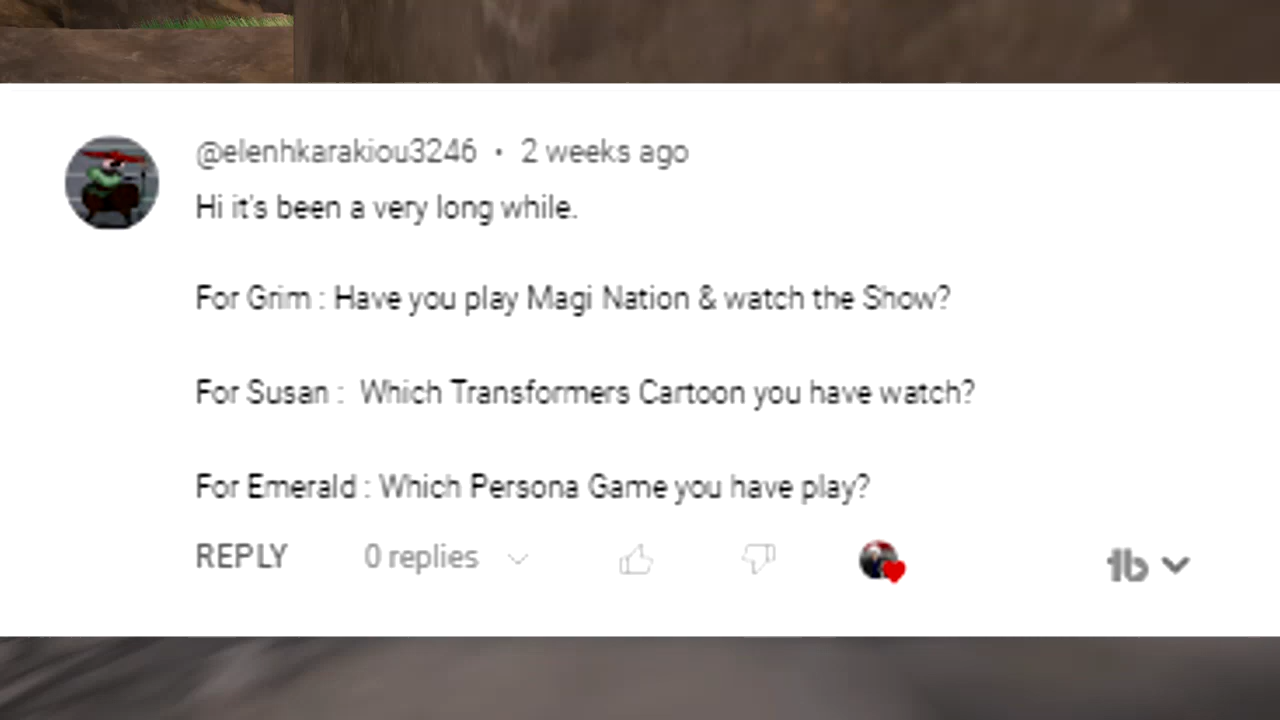 @elenhkarakiou3246 • 2 weeks ago
Hi it's been a very long while.
For Grim : Have you play Magi Nation & watch the Show?
For Susan :  Which Transformers Cartoon you have watch?
For Emerald : Which Persona Game you have play?
REPLY 0 replies
tb